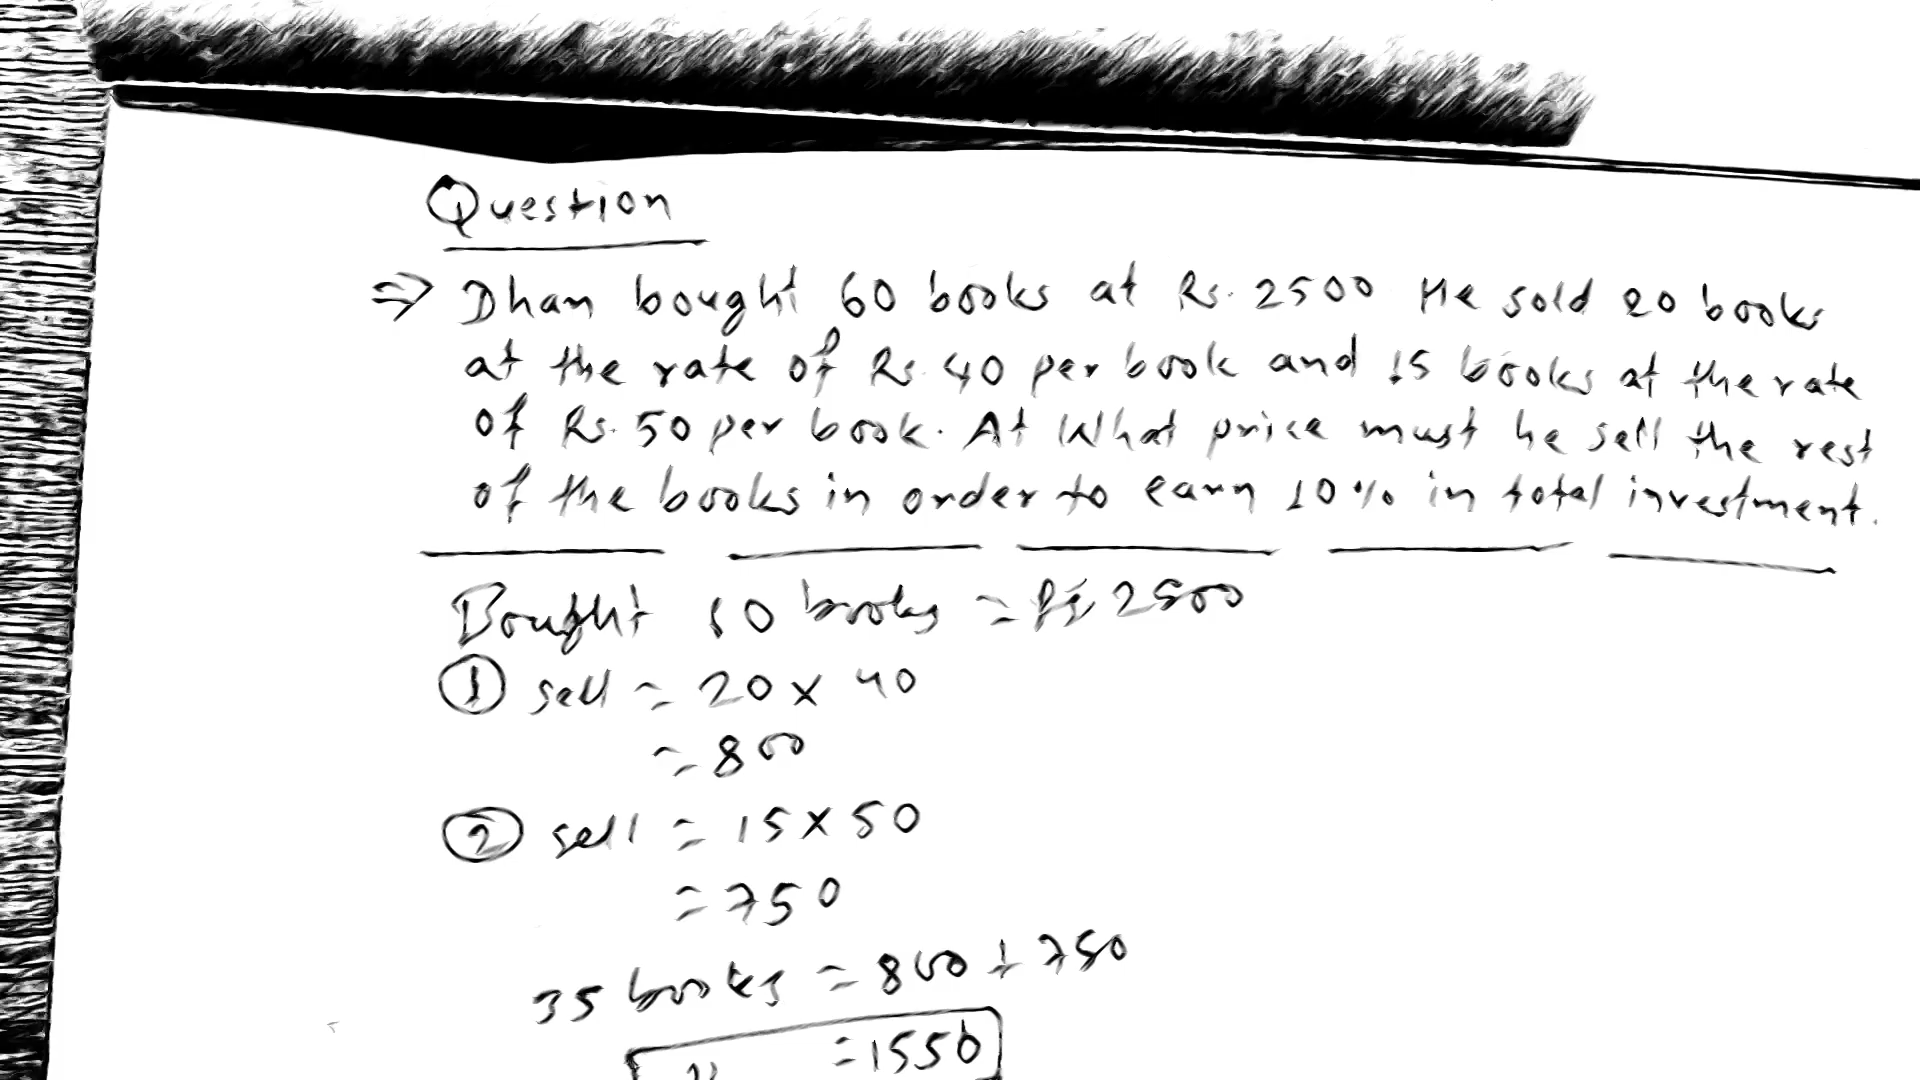 Question
=> Dhan bought 60 books at Rs. 2500 He sold 20 books
at the rate of Rs. 40 per book and 15 books at the rate
of Rs. 50 per book. At What price must he sell the rest
of the books in order to earn 10% in total investment.
Bought 60 books = Rs 2500
① sell = 20 x 40
= 800
② sell = 15 x 50
= 750
35 books = 800 + 750
= 1550